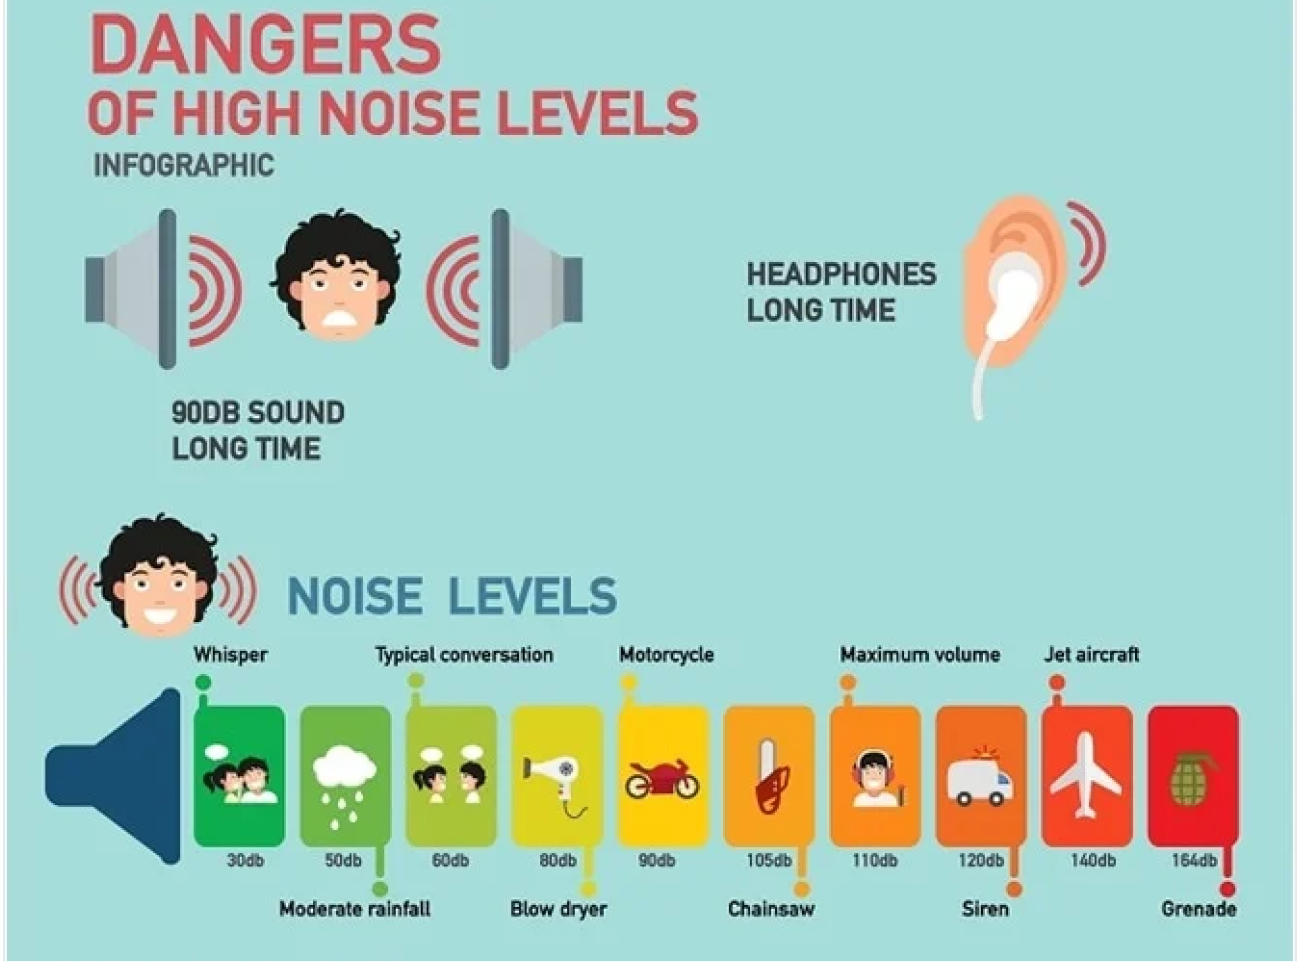 DANGERS
OF HIGH NOISE LEVELS
INFOGRAPHIC
HEADPHONES
LONG TIME
90DB SOUND
LONG TIME
NOISE LEVELS
Whisper Typical conversation Motorcycle Maximum volume Jet aircraft
30db 50db 60db 80db 90db 105db 110db 120db 140db 164db
Moderate rainfall Blow dryer Chainsaw Siren Grenade